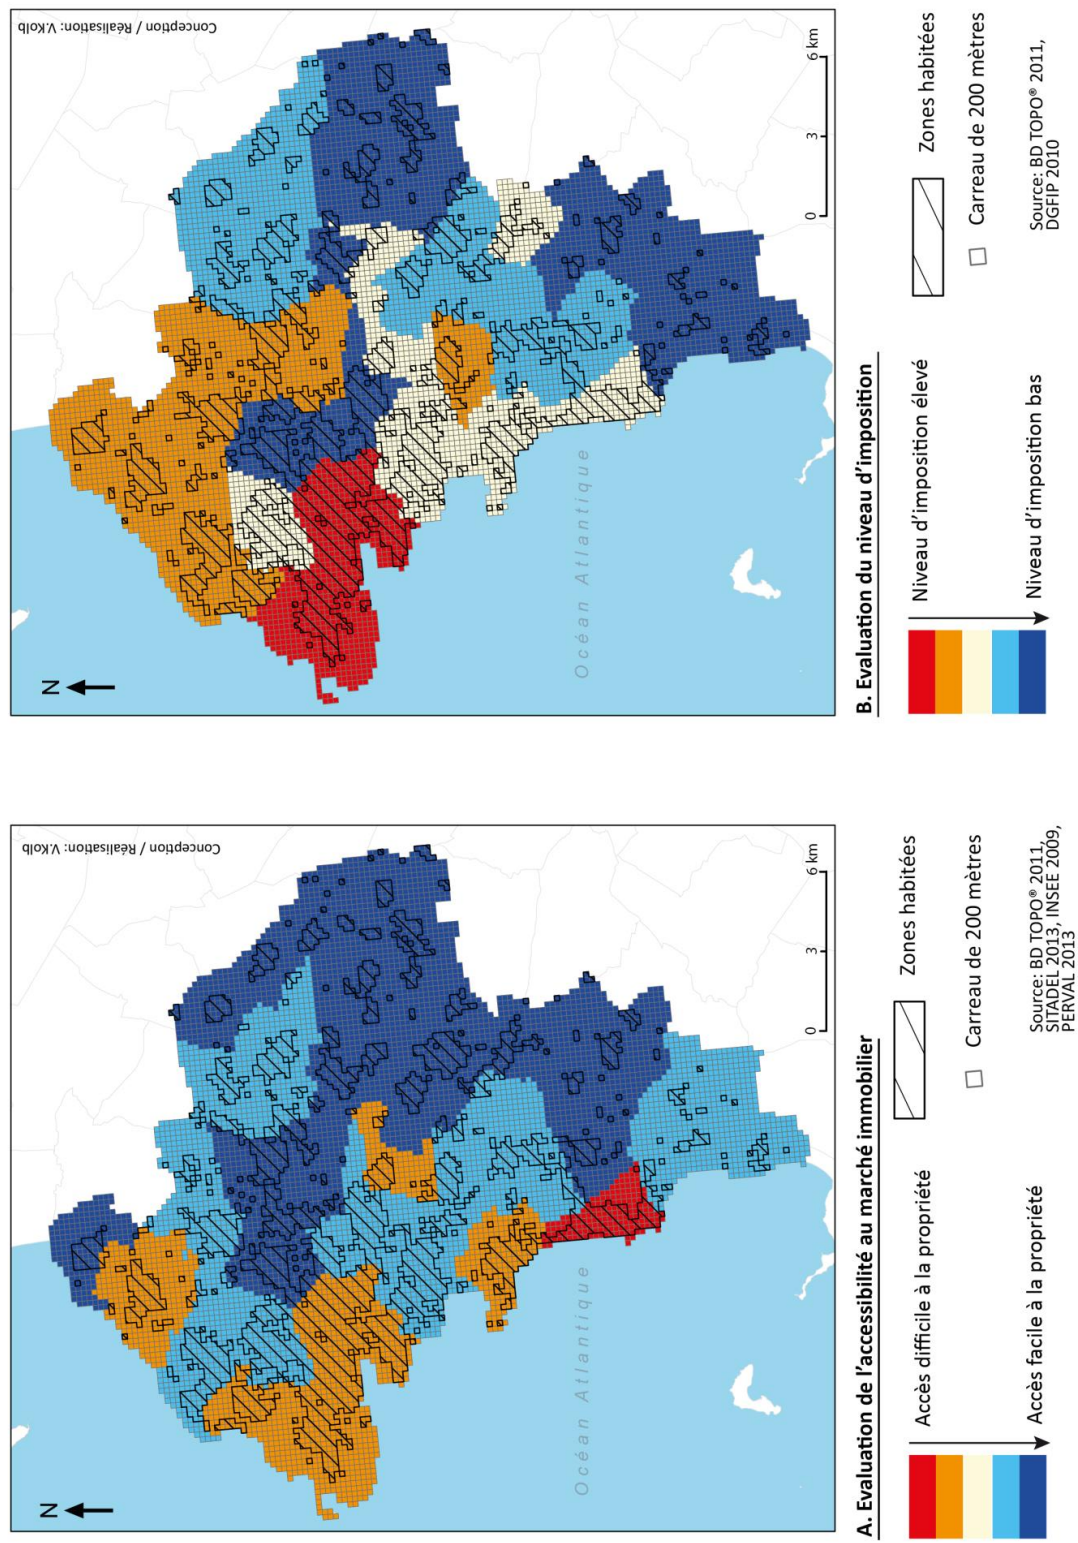 Conception / Réalisation: V.Kolb
N
Océan Atlantique
0 3 6 km
A. Evaluation de l'accessibilité au marché immobilier
Accès difficile à la propriété
Accès facile à la propriété
Zones habitées
Carreau de 200 mètres
Source: BD TOPO® 2011,
SITADEL 2013, INSEE 2009,
PERVAL 2013
Conception / Réalisation: V.Kolb
N
Océan Atlantique
0 3 6 km
B. Evaluation du niveau d'imposition
Niveau d'imposition élevé
Niveau d'imposition bas
Zones habitées
Carreau de 200 mètres
Source: BD TOPO® 2011,
DGFIP 2010